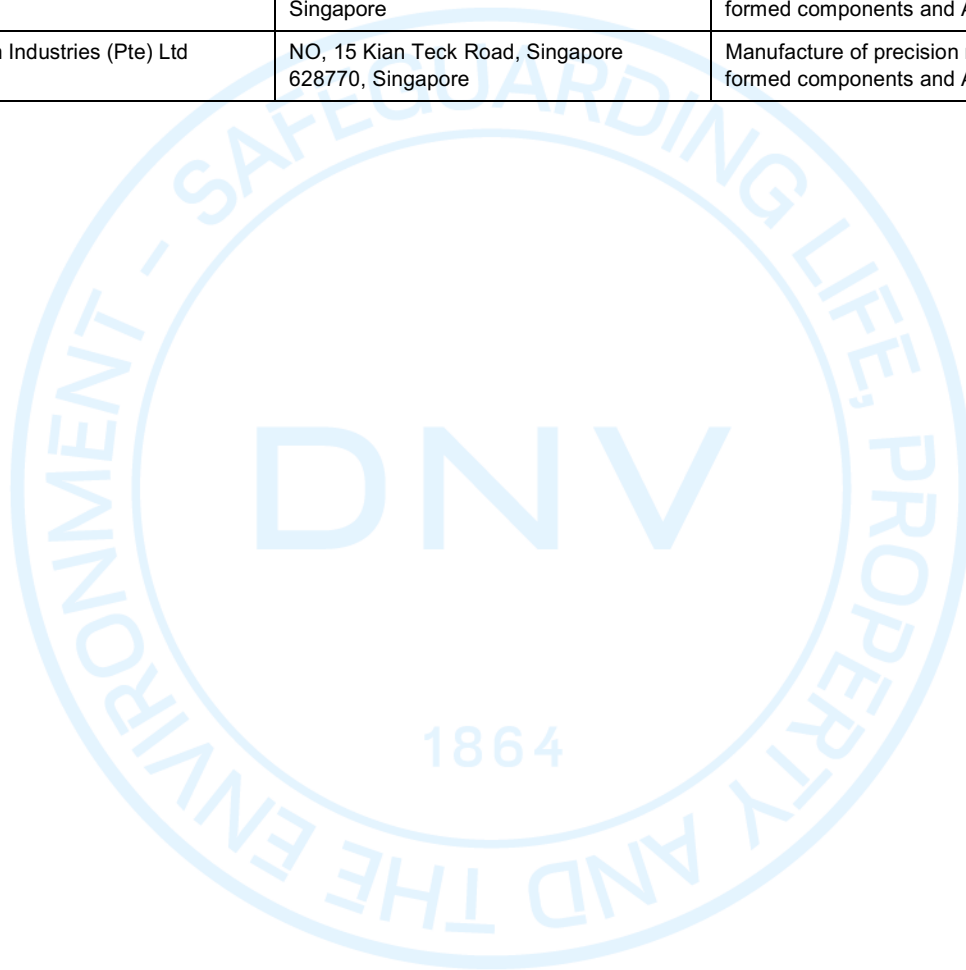 Singapore
formed components and A
n Industries (Pte) Ltd
NO, 15 Kian Teck Road, Singapore
628770, Singapore
Manufacture of precision
formed components and A
SAFEGUARDING LIFE, PROPERTY AND THE ENVIRONMENT -
DNV
1864